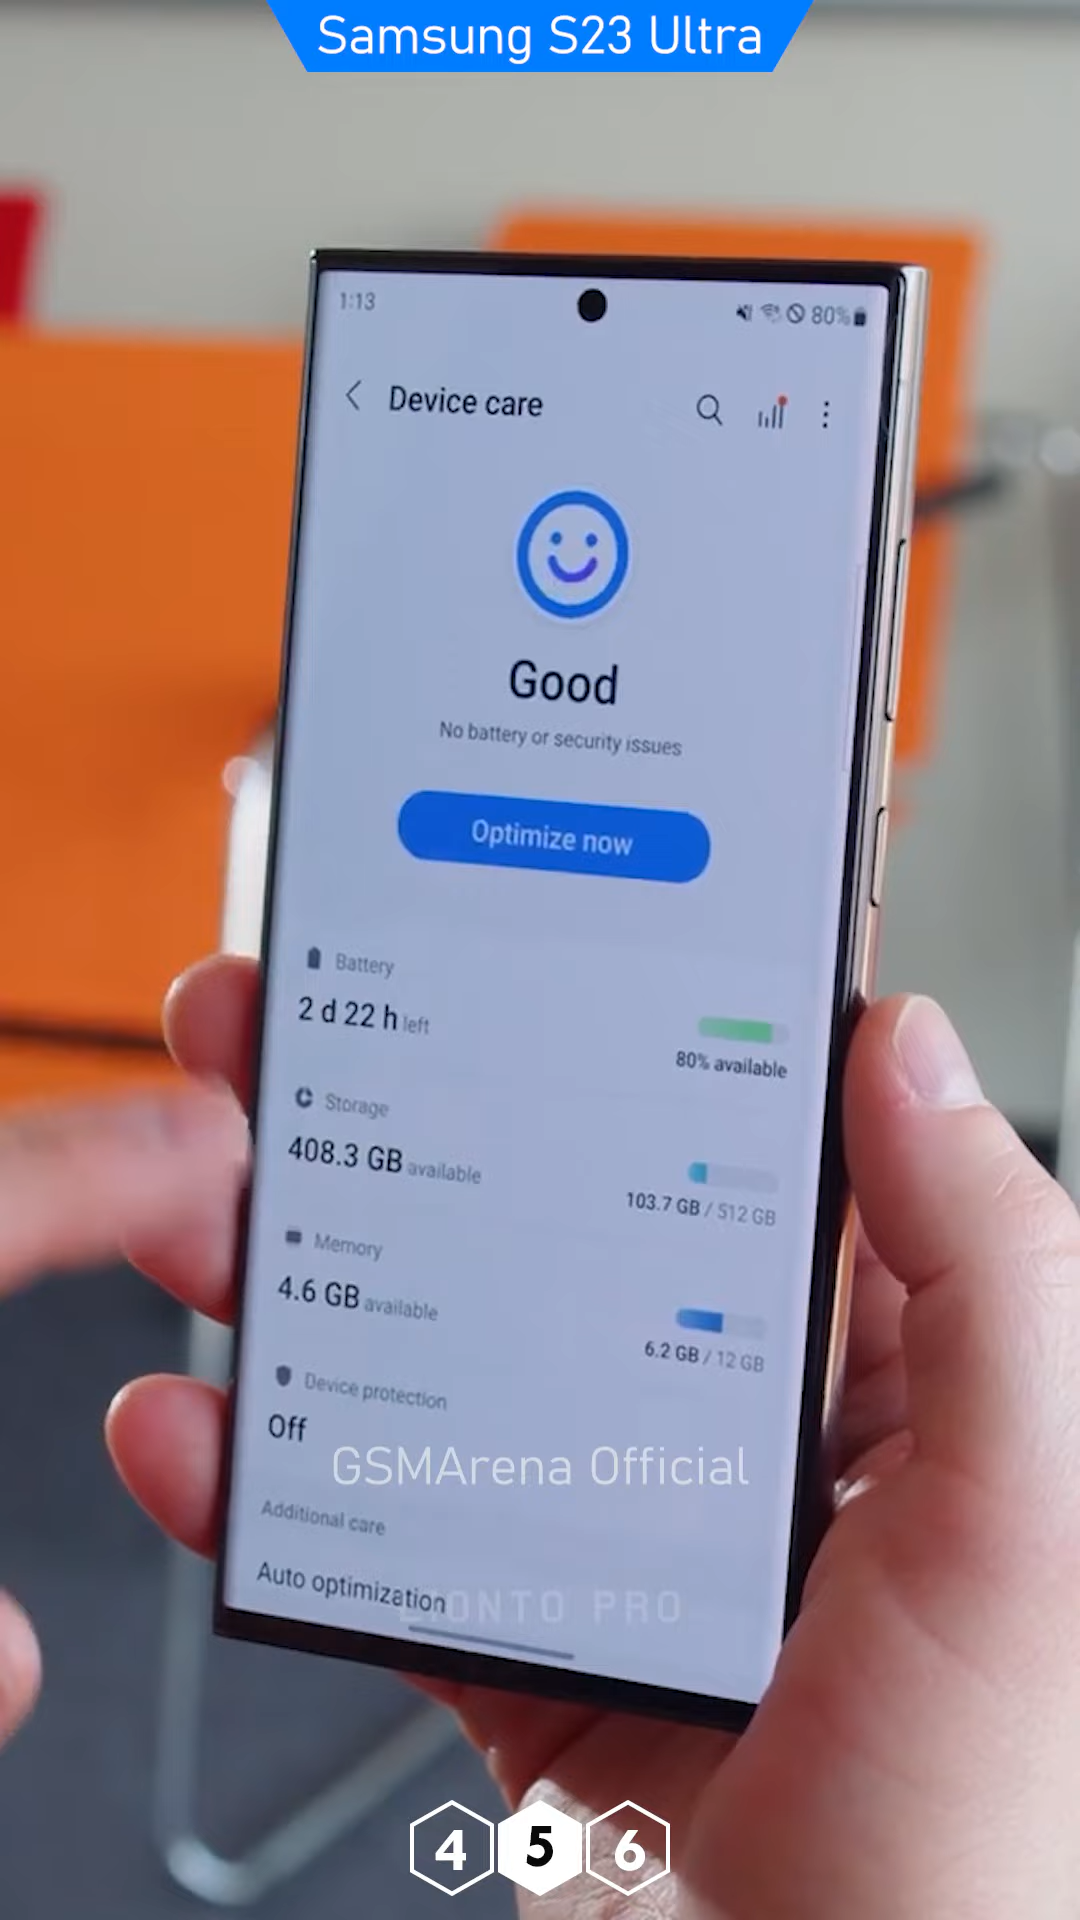 Samsung S23 Ultra
1:13
80%
Device care
Good
No battery or security issues
Optimize now
Battery
2 d 22 h left
80% available
Storage
408.3 GB available
103.7 GB / 512 GB
Memory
4.6 GB available
6.2 GB / 12 GB
Device protection
Off
GSMArena Official
Additional care
Auto optimization
PRO
4 5 6